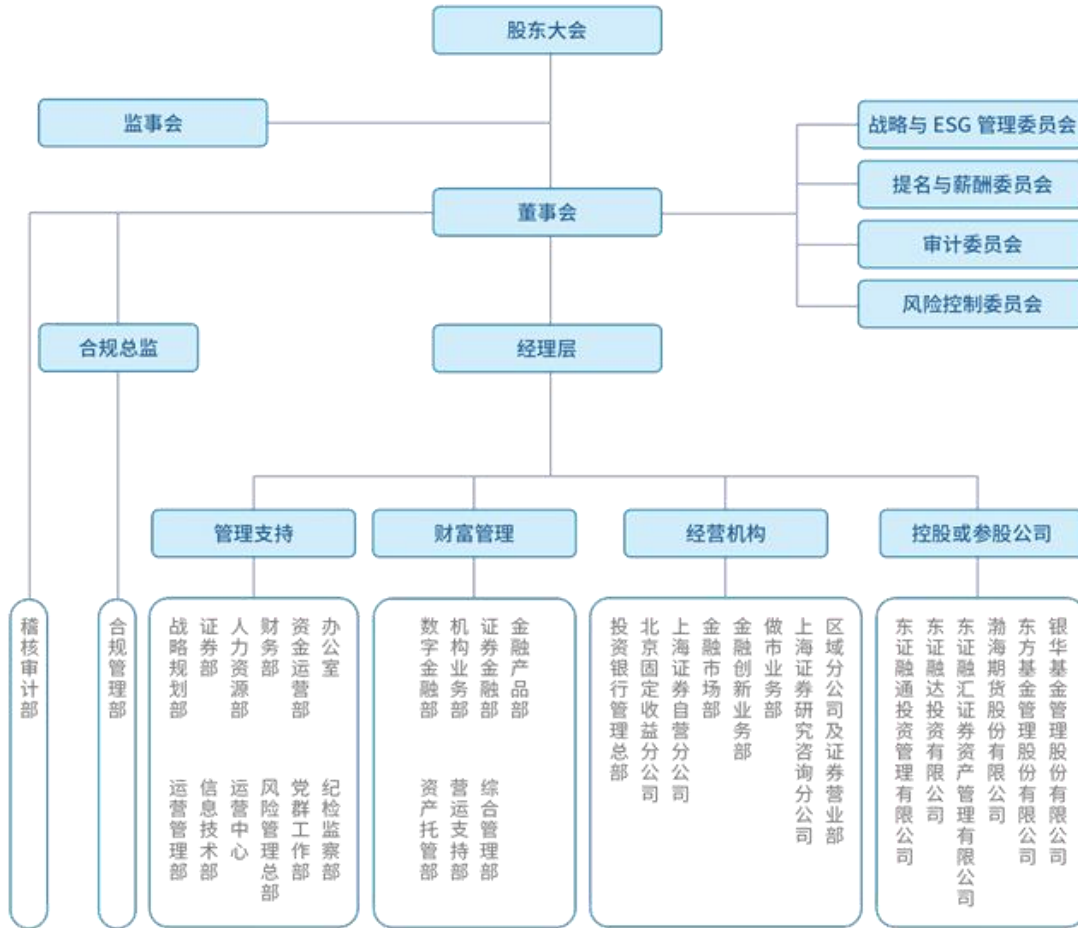 股东大会
监事会
战略与 ESG 管理委员会
提名与薪酬委员会
董事会
审计委员会
风险控制委员会
合规总监
经理层
管理支持
财富管理
经营机构
控股或参股公司
稽核审计部
合规管理部
战略规划部
证券部
人力资源部
财务部
资金运营部
办公室
运营管理部
信息技术部
运营中心
风险管理总部
党群工作部
纪检监察部
数字金融部
机构业务部
证券金融部
金融产品部
资产托管部
营运支持部
综合管理部
投资银行管理总部
北京固定收益分公司
上海证券自营分公司
金融市场部
金融创新业务部
做市业务部
上海证券研究咨询分公司
区域分公司及证券营业部
东证融通投资管理有限公司
东证融达投资有限公司
东证融汇证券资产管理有限公司
渤海期货股份有限公司
东方基金管理股份有限公司
银华基金管理股份有限公司